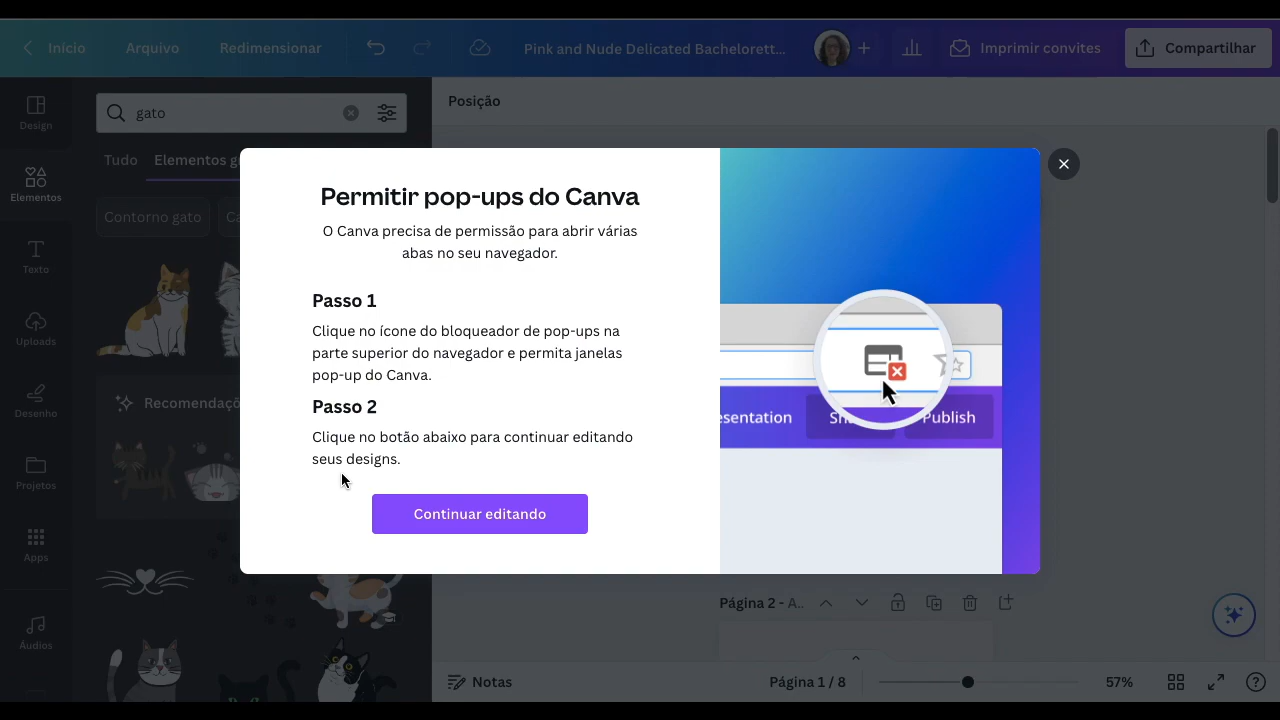 Início
Arquivo
Redimensionar
Pink and Nude Delicated Bachelorett...
Imprimir convites
Compartilhar
Design
Elementos
Texto
Uploads
Desenho
Projetos
Apps
Áudios
gato
Tudo
Elementos
Contorno gato
Recomendaçõ
Posição
Permitir pop-ups do Canva
O Canva precisa de permissão para abrir várias
abas no seu navegador.
Passo 1
Clique no ícone do bloqueador de pop-ups na
parte superior do navegador e permita janelas
pop-up do Canva.
Passo 2
Clique no botão abaixo para continuar editando
seus designs.
Continuar editando
esentation
Publish
Página 2 - A..
Notas
Página 1 / 8
57%